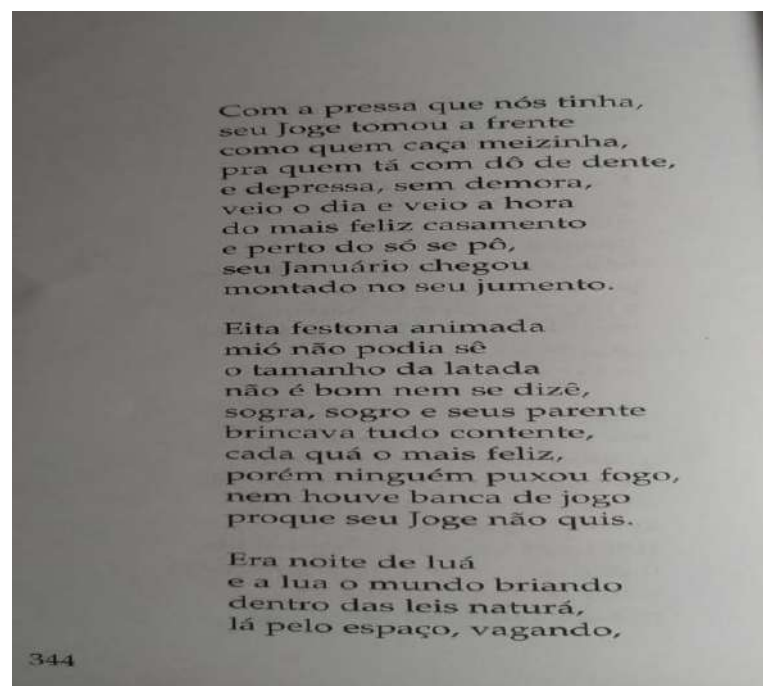 Com a pressa que nós tinha,
seu Joge tomou a frente
como quem caça meizinha,
pra quem tá com dô de dente,
e depressa, sem demora,
veio o dia e veio a hora
do mais feliz casamento
e perto do só se pô,
seu Januário chegou
montado no seu jumento.

Eita festona animada
mió não podia sê
o tamanho da latada
não é bom nem se dizê,
sogra, sogro e seus parente
brincava tudo contente,
cada quá o mais feliz,
porém ninguém puxou fogo,
nem houve banca de jogo
proque seu Joge não quis.

Era noite de luá
e a lua o mundo briando
dentro das leis naturá,
lá pelo espaço, vagando,
344